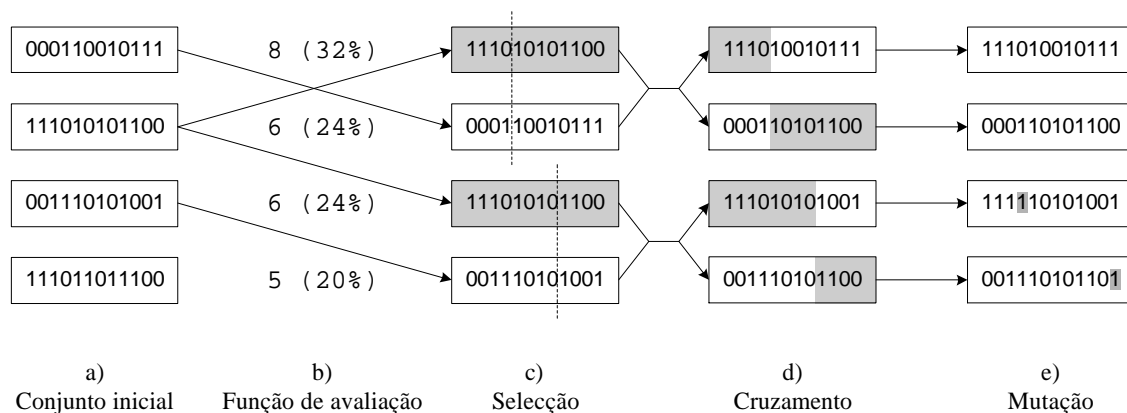 000110010111 8 (32%) 111010101100 111010010111 111010010111
111010101100 6 (24%) 000110010111 000110101100 000110101100
001110101001 6 (24%) 111010101100 111010101001 111110101001
111011011100 5 (20%) 001110101001 001110101100 001110101101
a) b) c) d) e)
Conjunto inicial Função de avaliação Selecção Cruzamento Mutação